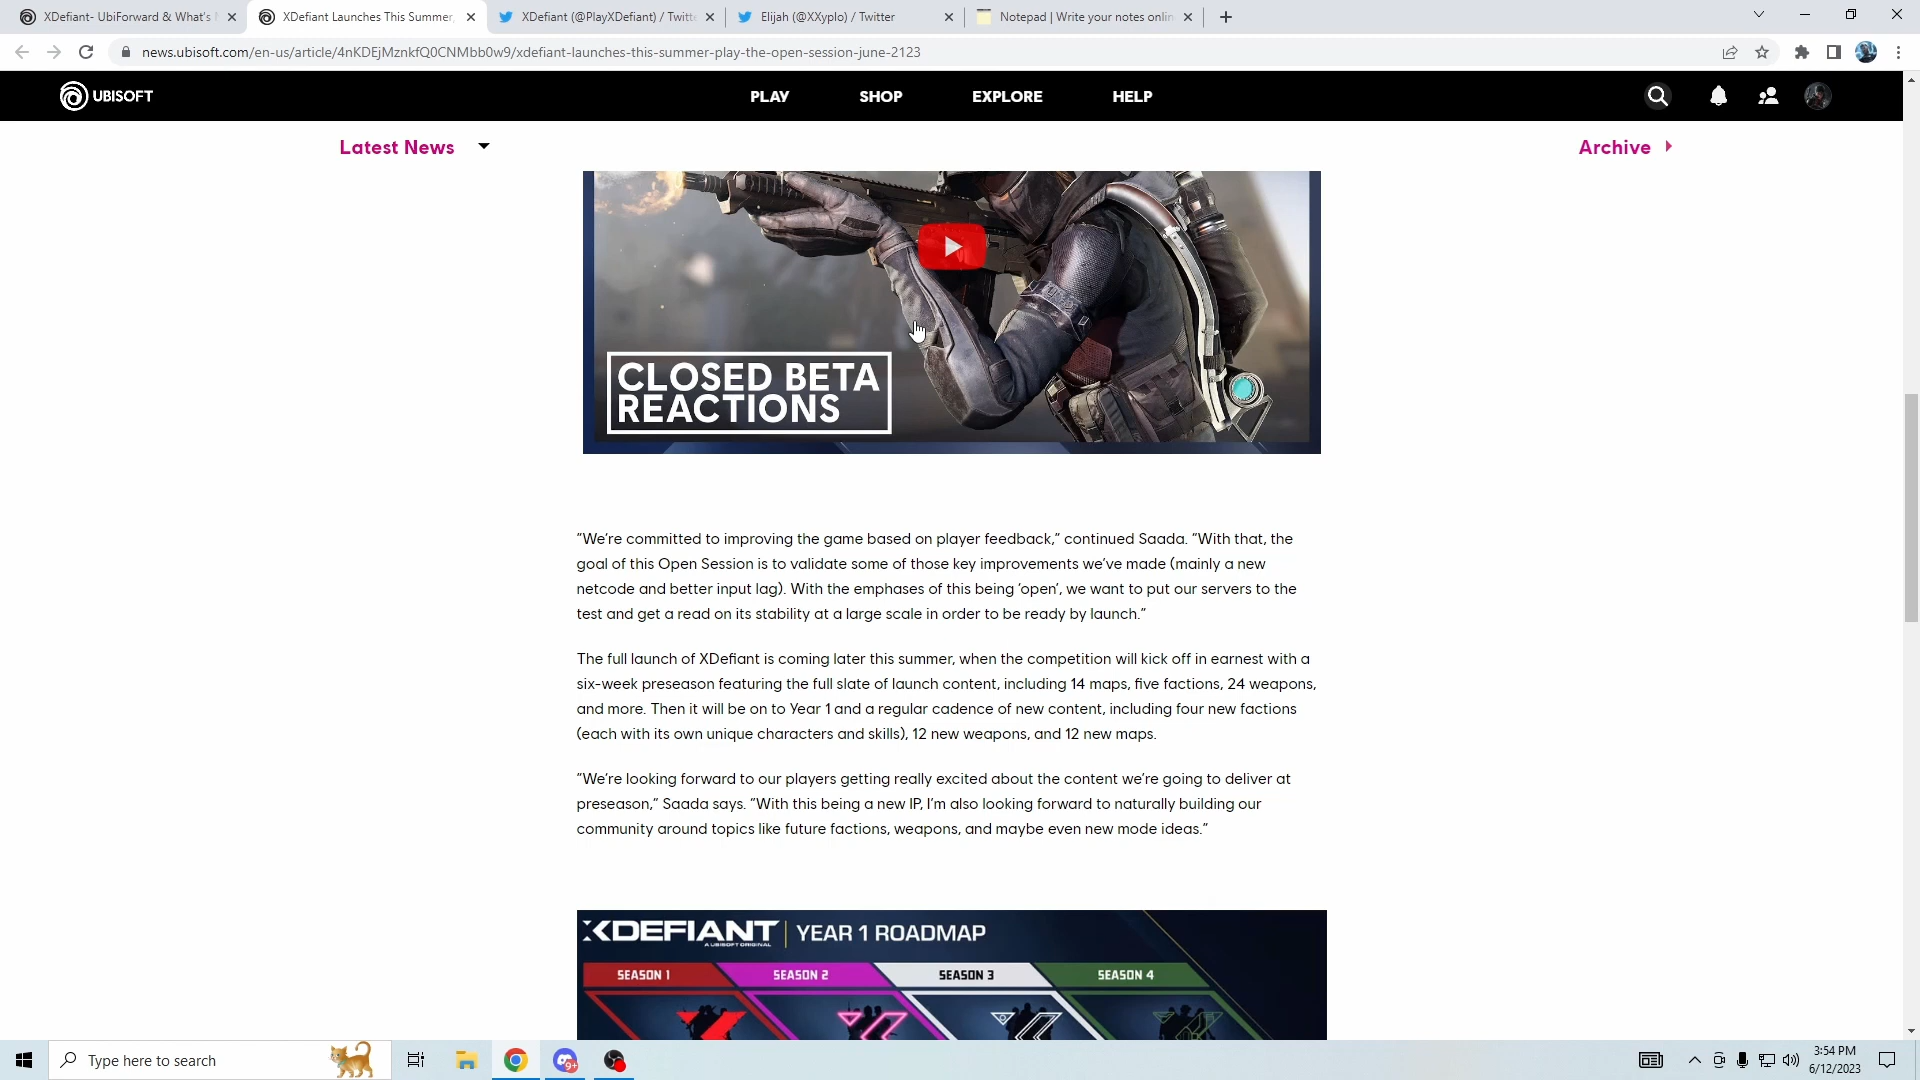 XDefiant- UbiForward & What's
XDefiant Launches This Summer,
XDefiant (@PlayXDefiant) / Twitt
Elijah (@XXyplo) / Twitter
Notepad | Write your notes onlin
news.ubisoft.com/en-us/article/4nKDEjMznkfQ0CNMbb0w9/xdefiant-launches-this-summer-play-the-open-session-june-2123
UBISOFT
PLAY
SHOP
EXPLORE
HELP
Latest News
Archive
CLOSED BETA
REACTIONS
“We’re committed to improving the game based on player feedback,” continued Saada. “With that, the
goal of this Open Session is to validate some of those key improvements we’ve made (mainly a new
netcode and better input lag). With the emphases of this being ‘open’, we want to put our servers to the
test and get a read on its stability at a large scale in order to be ready by launch.”
The full launch of XDefiant is coming later this summer, when the competition will kick off in earnest with a
six-week preseason featuring the full slate of launch content, including 14 maps, five factions, 24 weapons,
and more. Then it will be on to Year 1 and a regular cadence of new content, including four new factions
(each with its own unique characters and skills), 12 new weapons, and 12 new maps.
“We’re looking forward to our players getting really excited about the content we’re going to deliver at
preseason,” Saada says. “With this being a new IP, I’m also looking forward to naturally building our
community around topics like future factions, weapons, and maybe even new mode ideas.”
XDEFIANT
A UBISOFT ORIGINAL
YEAR 1 ROADMAP
SEASON 1
SEASON 2
SEASON 3
SEASON 4
Type here to search
9+
3:54 PM
6/12/2023